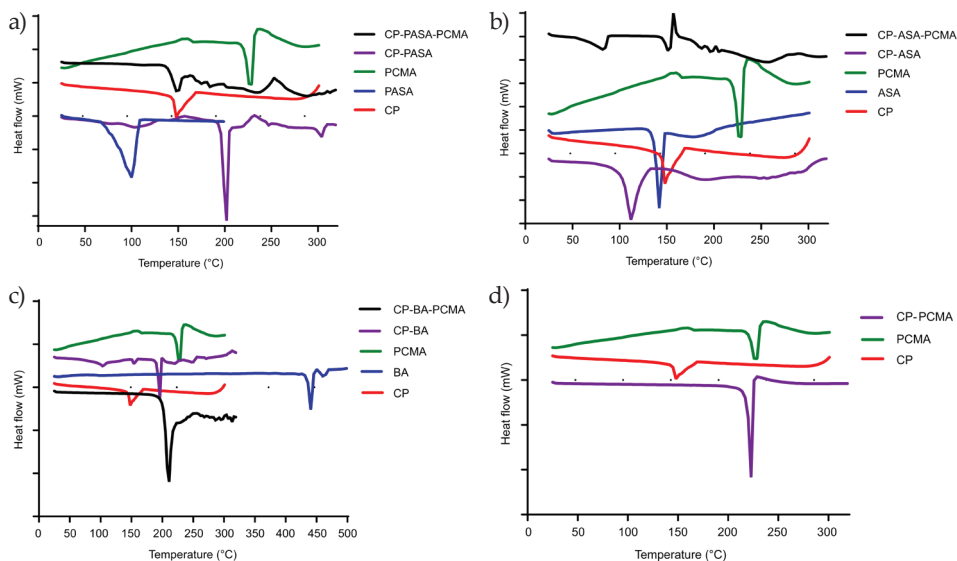 a)
CP-PASA-PCMA
CP-PASA
PCMA
PASA
CP
Heat flow (mW)
0 50 100 150 200 250 300
Temperature (°C)
b)
CP-ASA-PCMA
CP-ASA
PCMA
ASA
CP
Heat flow (mW)
0 50 100 150 200 250 300
Temperature (°C)
c)
CP-BA-PCMA
CP-BA
PCMA
BA
CP
Heat flow (mW)
0 50 100 150 200 250 300 350 400 450 500
Temperature (°C)
d)
CP-PCMA
PCMA
CP
Heat flow (mW)
0 50 100 150 200 250 300
Temperature (°C)